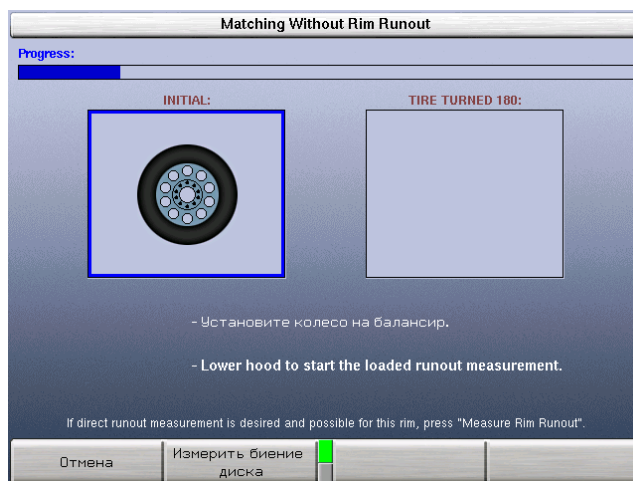 Matching Without Rim Runout
Progress:
INITIAL:
TIRE TURNED 180:
- Установите колесо на балансир.
- Lower hood to start the loaded runout measurement.
If direct runout measurement is desired and possible for this rim, press "Measure Rim Runout".
Отмена
Измерить биение
диска